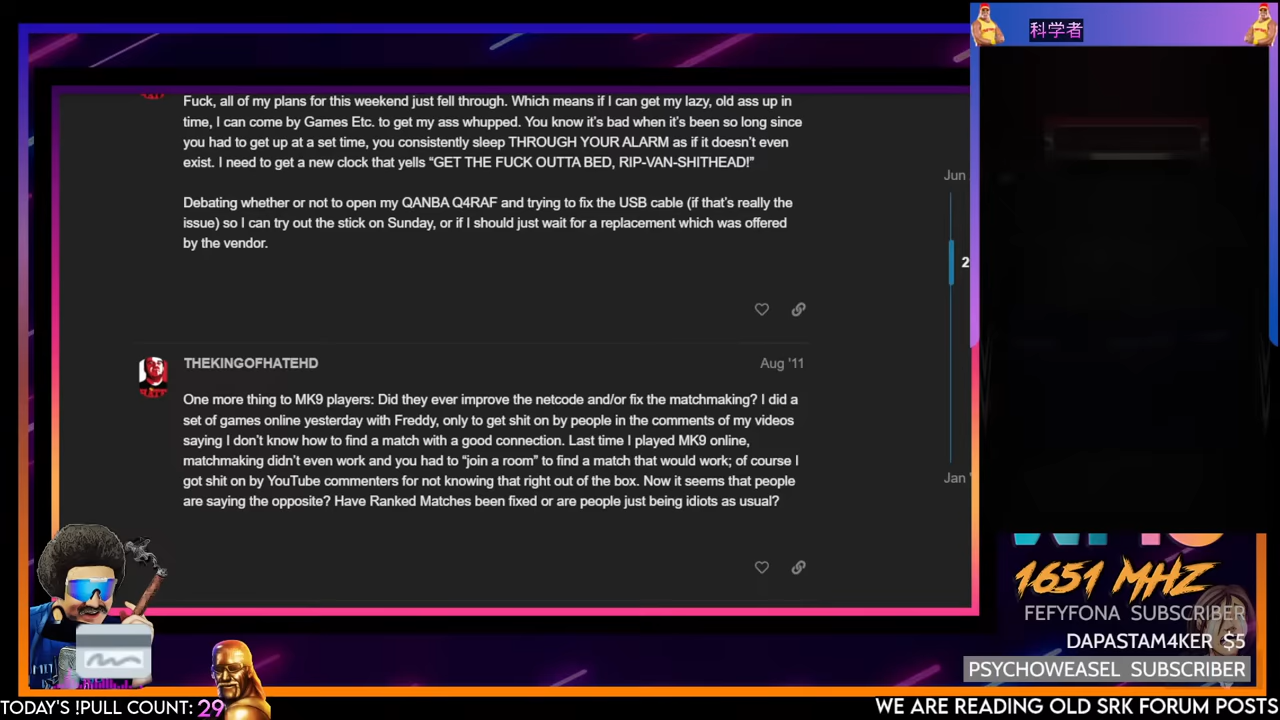 科学者
Fuck, all of my plans for this weekend just fell through. Which means if I can get my lazy, old ass up in
time, I can come by Games Etc. to get my ass whupped. You know it's bad when it's been so long since
you had to get up at a set time, you consistently sleep THROUGH YOUR ALARM as if it doesn't even
exist. I need to get a new clock that yells “GET THE FUCK OUTTA BED, RIP-VAN-SHITHEAD!”
Debating whether or not to open my QANBA Q4RAF and trying to fix the USB cable (if that's really the
issue) so I can try out the stick on Sunday, or if I should just wait for a replacement which was offered
by the vendor.
Jun
2
Jan '
THEKINGOFHATEHD
Aug '11
One more thing to MK9 players: Did they ever improve the netcode and/or fix the matchmaking? I did a
set of games online yesterday with Freddy, only to get shit on by people in the comments of my videos
saying I don't know how to find a match with a good connection. Last time I played MK9 online,
matchmaking didn't even work and you had to “join a room” to find a match that would work; of course I
got shit on by YouTube commenters for not knowing that right out of the box. Now it seems that people
are saying the opposite? Have Ranked Matches been fixed or are people just being idiots as usual?
1651 MHZ
FEFYFONA SUBSCRIBER
DAPASTAM4KER $5
PSYCHOWEASEL SUBSCRIBER
TODAY'S !PULL COUNT: 29
WE ARE READING OLD SRK FORUM POSTS